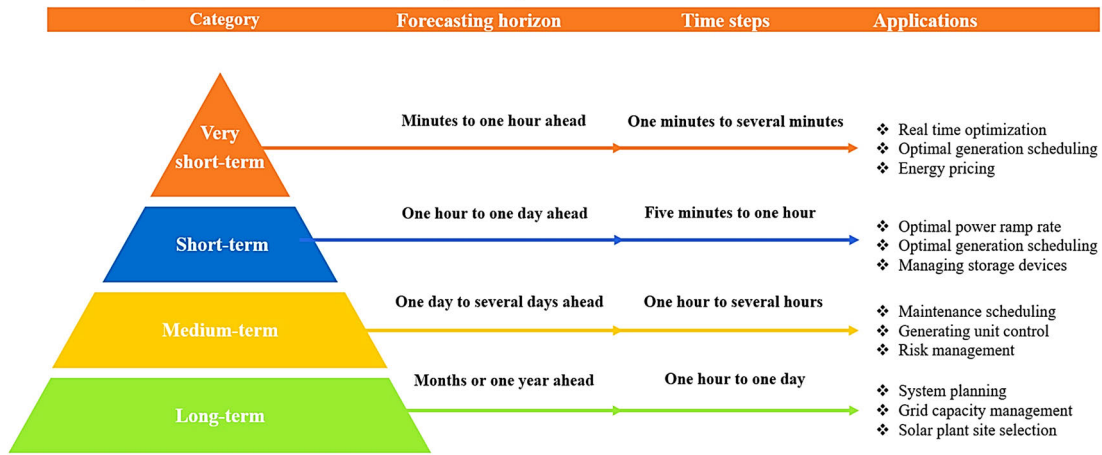 Category Forecasting horizon Time steps Applications
Very
short-term
Minutes to one hour ahead
One minutes to several minutes
❖ Real time optimization
❖ Optimal generation scheduling
❖ Energy pricing
Short-term
One hour to one day ahead
Five minutes to one hour
❖ Optimal power ramp rate
❖ Optimal generation scheduling
❖ Managing storage devices
Medium-term
One day to several days ahead
One hour to several hours
❖ Maintenance scheduling
❖ Generating unit control
❖ Risk management
Long-term
Months or one year ahead
One hour to one day
❖ System planning
❖ Grid capacity management
❖ Solar plant site selection